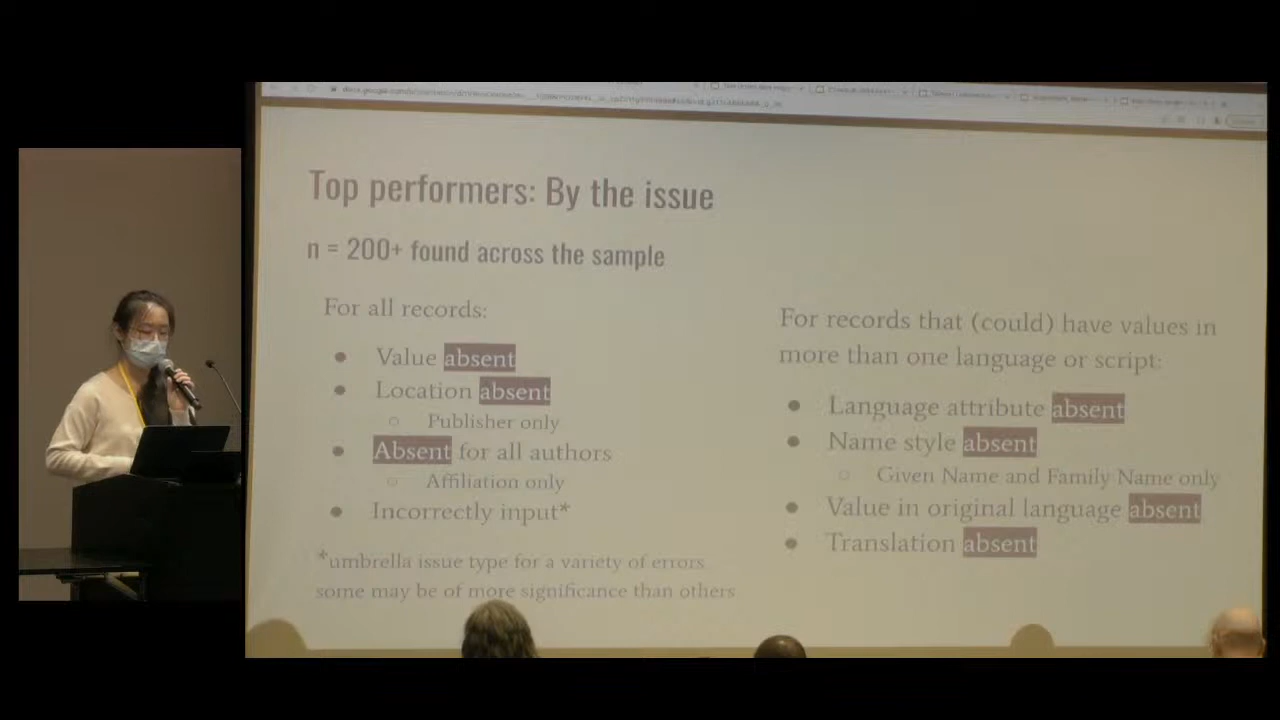 Top performers: By the issue
n = 200+ found across the sample
For all records:
● Value absent
● Location absent
○ Publisher only
● Absent for all authors
○ Affiliation only
● Incorrectly input*
*umbrella issue type for a variety of errors
some may be of more significance than others
For records that (could) have values in
more than one language or script:
● Language attribute absent
● Name style absent
○ Given Name and Family Name only
● Value in original language absent
● Translation absent